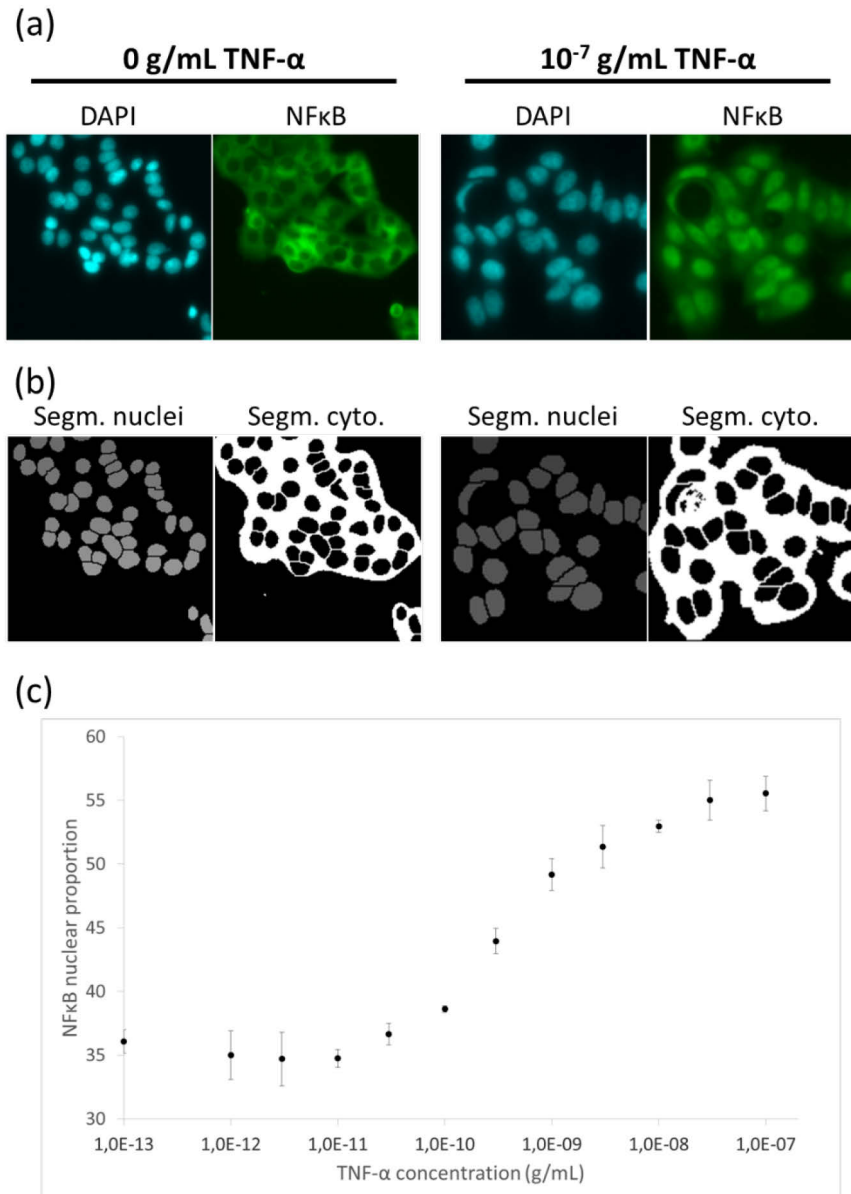 (a)
0 g/mL TNF-α
10⁻⁷ g/mL TNF-α
DAPI
NFκB
DAPI
NFκB
(b)
Segm. nuclei
Segm. cyto.
Segm. nuclei
Segm. cyto.
(c)
60
55
50
45
40
35
30
NFκB nuclear proportion
1,0E-13
1,0E-12
1,0E-11
1,0E-10
1,0E-09
1,0E-08
1,0E-07
TNF-α concentration (g/mL)